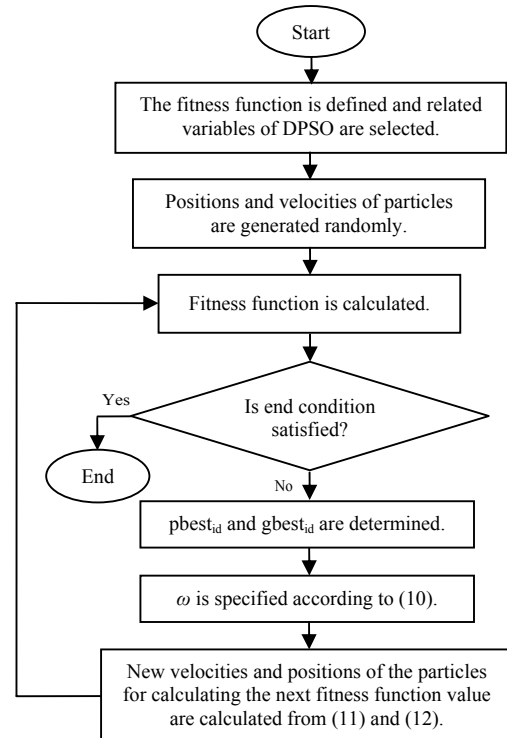 Start
The fitness function is defined and related
variables of DPSO are selected.
Positions and velocities of particles
are generated randomly.
Fitness function is calculated.
Yes
Is end condition
satisfied?
End
No
pbest_id and gbest_id are determined.
ω is specified according to (10).
New velocities and positions of the particles
for calculating the next fitness function value
are calculated from (11) and (12).